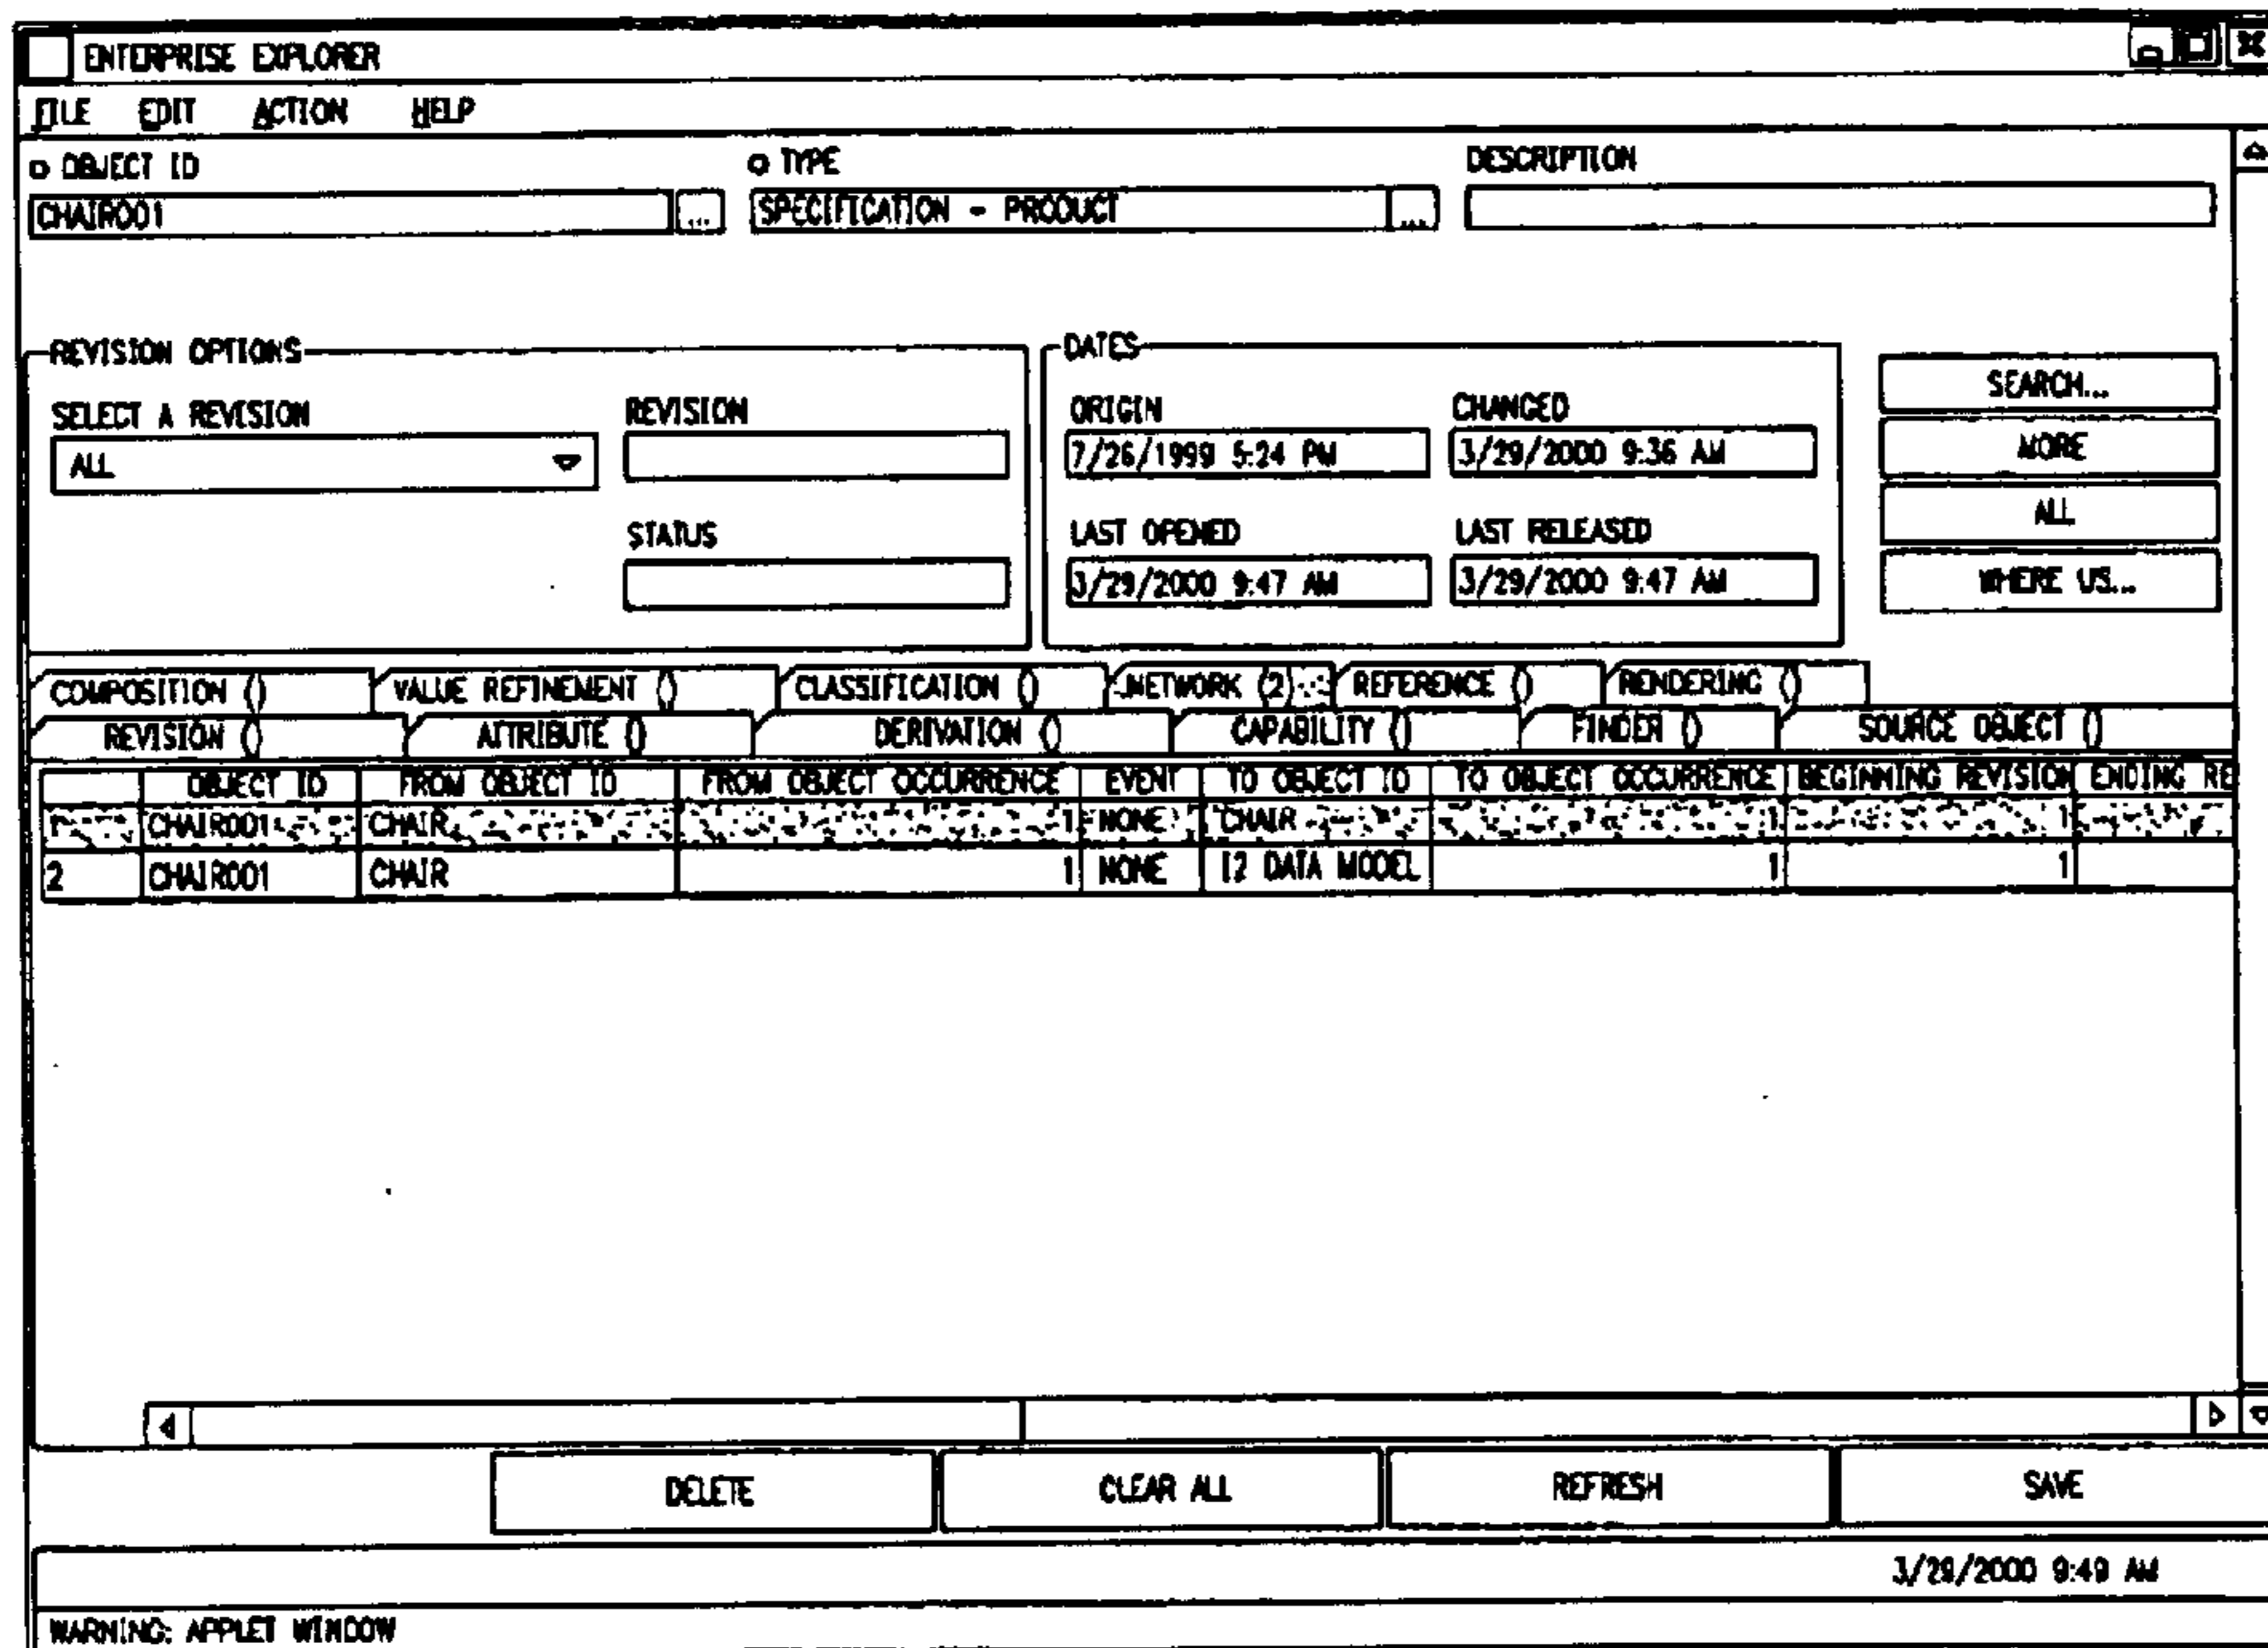 ENTERPRISE EXPLORER
FILE EDIT ACTION HELP
OBJECT ID TYPE DESCRIPTION
CHAIR001 ... SPECIFICATION - PRODUCT ...
REVISION OPTIONS DATES
SEARCH...
SELECT A REVISION REVISION ORIGIN CHANGED
ALL 7/26/1999 5:24 PM 3/29/2000 9:36 AM MORE
ALL
STATUS LAST OPENED LAST RELEASED
3/29/2000 9:47 AM 3/29/2000 9:47 AM WHERE US...
COMPOSITION () VALUE REFINEMENT () CLASSIFICATION () NETWORK (2) REFERENCE () RENDERING ()
REVISION () ATTRIBUTE () DERIVATION () CAPABILITY () FINDER () SOURCE OBJECT ()
OBJECT ID FROM OBJECT ID FROM OBJECT OCCURRENCE EVENT TO OBJECT ID TO OBJECT OCCURRENCE BEGINNING REVISION ENDING RE
1 CHAIR001 CHAIR 1 NONE CHAIR 1 1
2 CHAIR001 CHAIR 1 NONE I2 DATA MODEL 1 1
DELETE CLEAR ALL REFRESH SAVE
3/29/2000 9:49 AM
WARNING: APPLET WINDOW